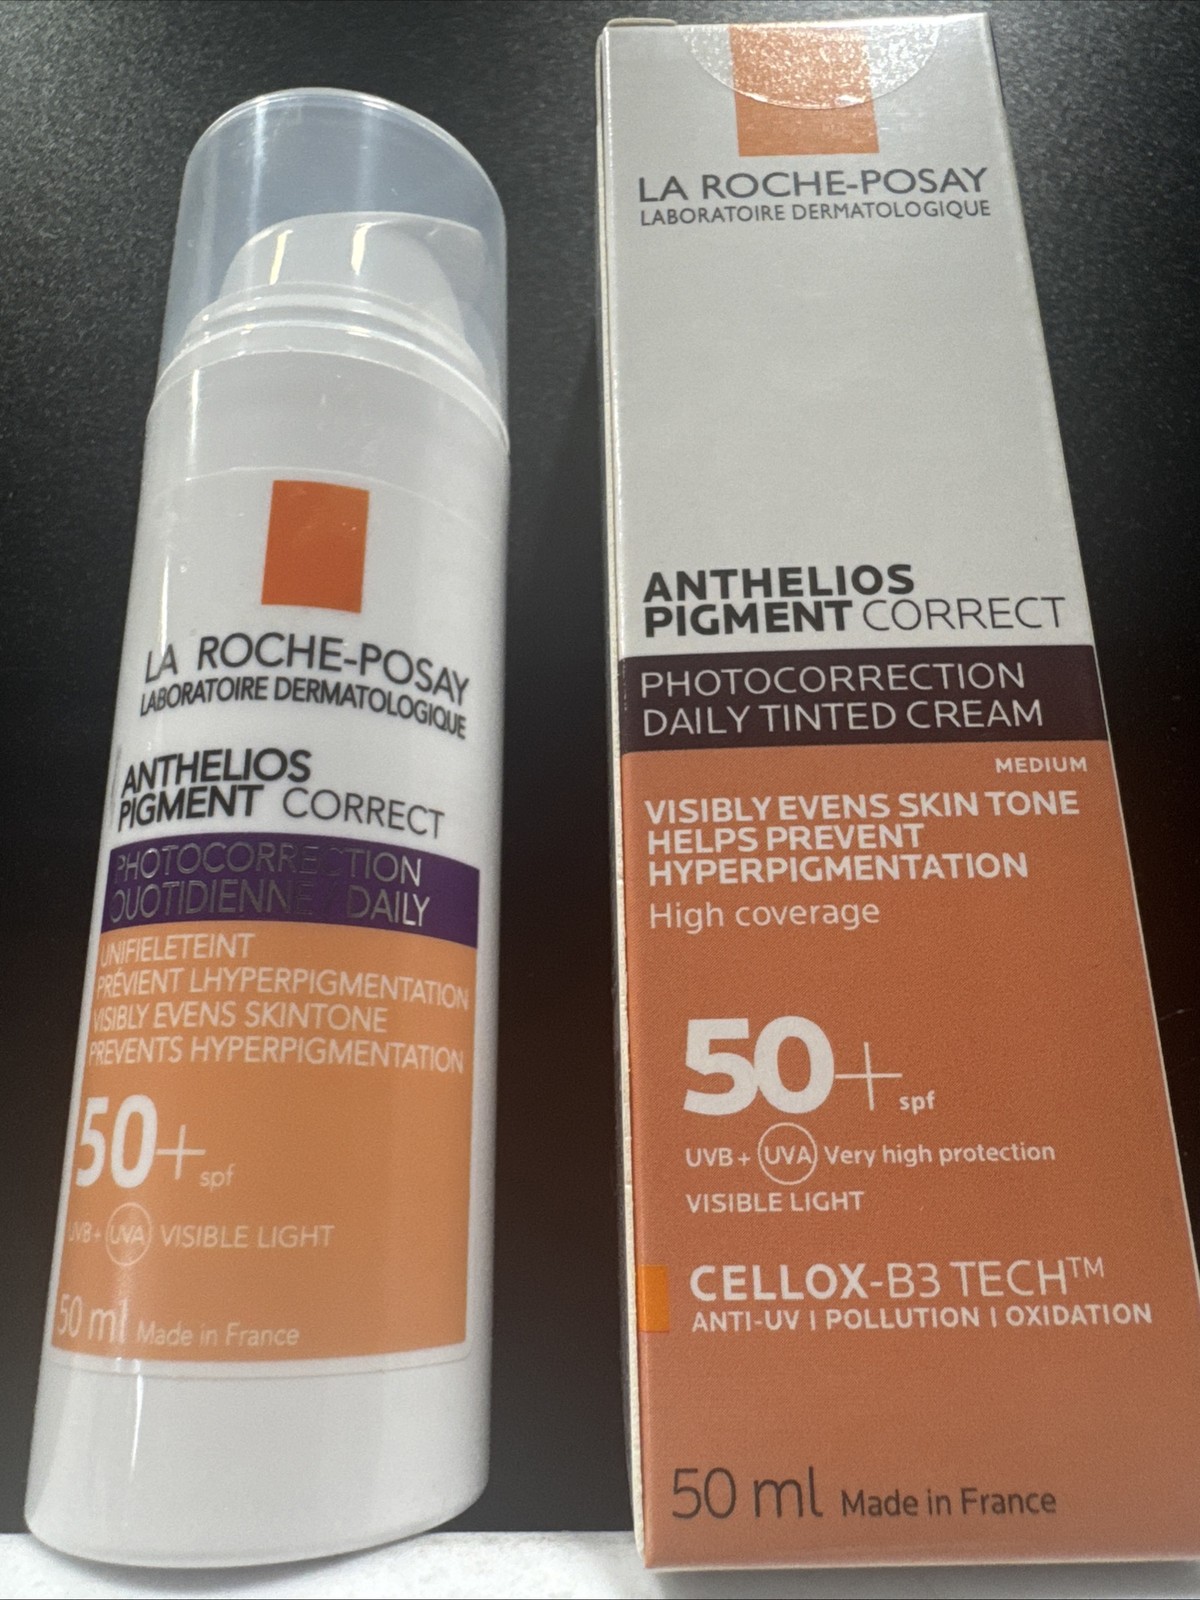 LA ROCHE-POSAY
LABORATOIRE DERMATOLOGIQUE
ANTHELIOS
PIGMENT CORRECT
PHOTOCORRECTION
QUOTIDIENNE / DAILY
UNIFIELETEINT
PRÉVIENT LHYPERPIGMENTATION
VISIBLY EVENS SKINTONE
PREVENTS HYPERPIGMENTATION
50+ spf
UVB+ UVA VISIBLE LIGHT
50 ml Made in France
LA ROCHE-POSAY
LABORATOIRE DERMATOLOGIQUE
ANTHELIOS
PIGMENT CORRECT
PHOTOCORRECTION
DAILY TINTED CREAM
MEDIUM
VISIBLY EVENS SKIN TONE
HELPS PREVENT
HYPERPIGMENTATION
High coverage
50+ spf
UVB + UVA Very high protection
VISIBLE LIGHT
CELLOX-B3 TECH™
ANTI-UV | POLLUTION | OXIDATION
50 ml Made in France